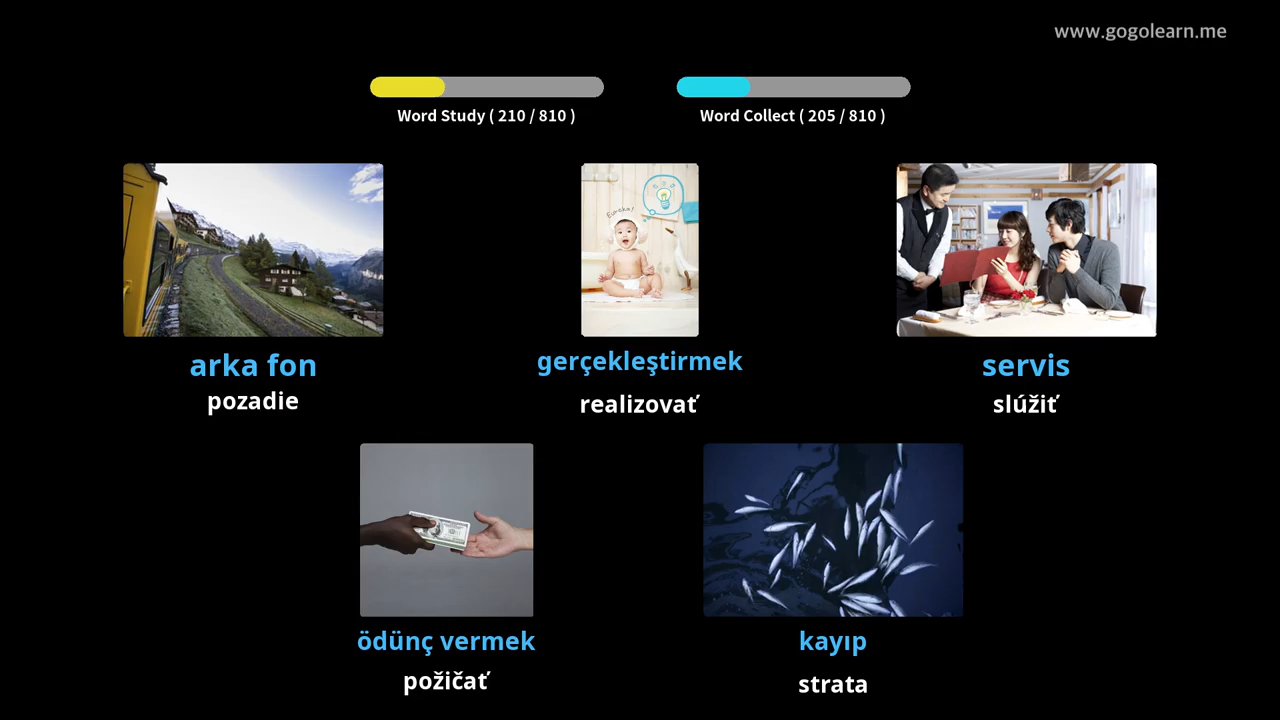 www.gogolearn.me
Word Study ( 210 / 810 )
Word Collect ( 205 / 810 )
Eureka!
arka fon
pozadie
gerçekleştirmek
realizovať
servis
slúžiť
ödünç vermek
požičať
kayıp
strata